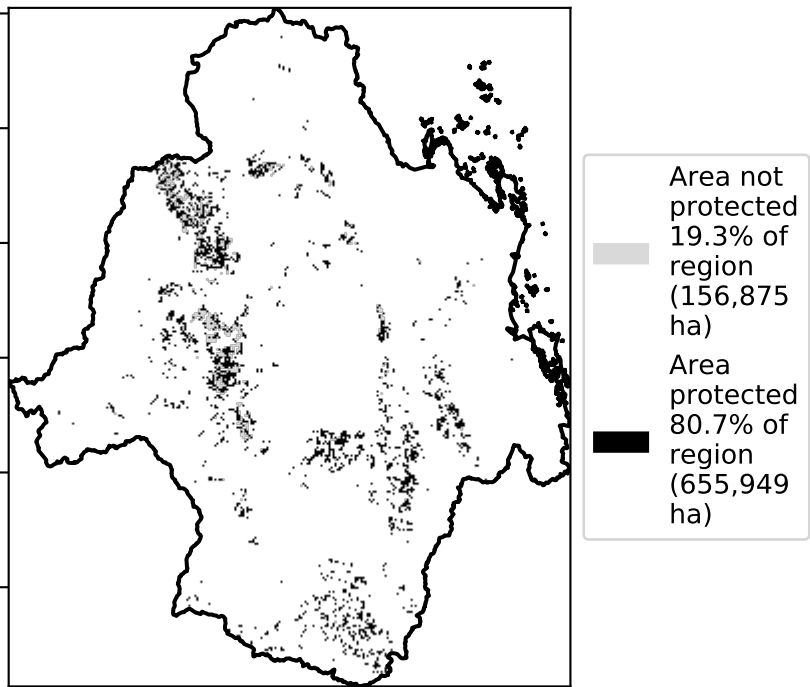 Area not
protected
19.3% of
region
(156,875
ha)
Area
protected
80.7% of
region
(655,949
ha)